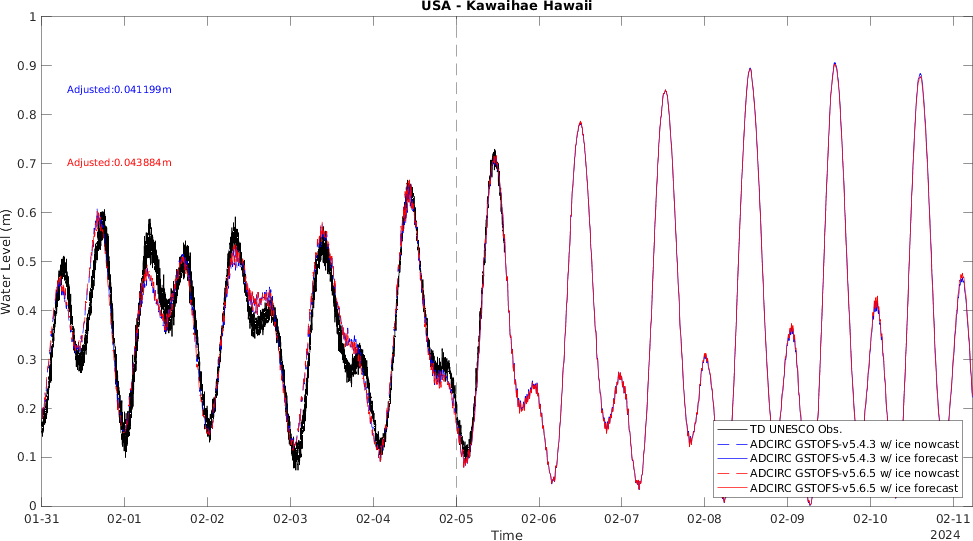 USA - Kawaihae Hawaii
1
0.9
0.8
0.7
0.6
0.5
0.4
0.3
0.2
0.1
0
Water Level (m)
Adjusted:0.041199m
Adjusted:0.043884m
TD UNESCO Obs.
ADCIRC GSTOFS-v5.4.3 w/ ice nowcast
ADCIRC GSTOFS-v5.4.3 w/ ice forecast
ADCIRC GSTOFS-v5.6.5 w/ ice nowcast
ADCIRC GSTOFS-v5.6.5 w/ ice forecast
01-31 02-01 02-02 02-03 02-04 02-05 02-06 02-07 02-08 02-09 02-10 02-11
Time
2024